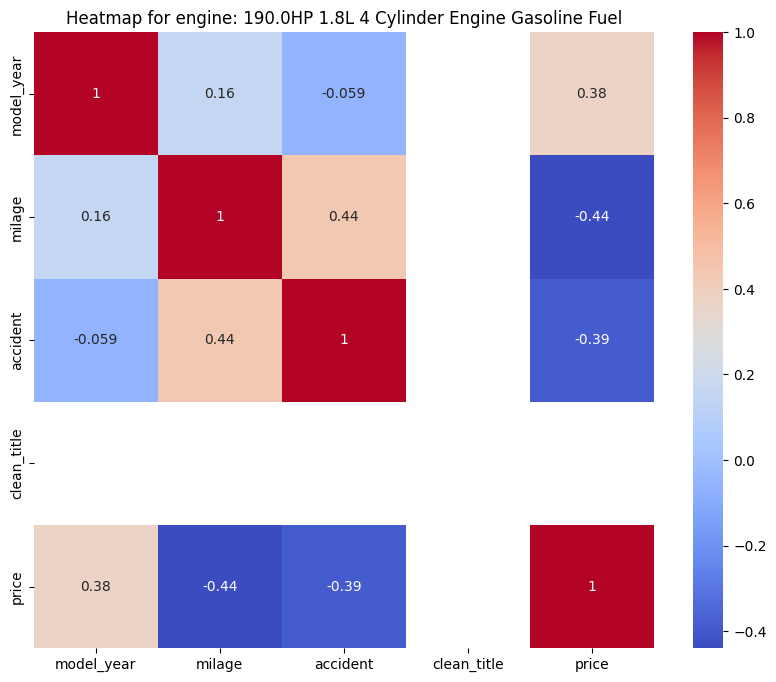 Heatmap for engine: 190.0HP 1.8L 4 Cylinder Engine Gasoline Fuel
model_year
1
0.16
-0.059
0.38
milage
0.16
1
0.44
-0.44
accident
-0.059
0.44
1
-0.39
clean_title
price
0.38
-0.44
-0.39
1
model_year
milage
accident
clean_title
price
1.0
0.8
0.6
0.4
0.2
0.0
−0.2
−0.4